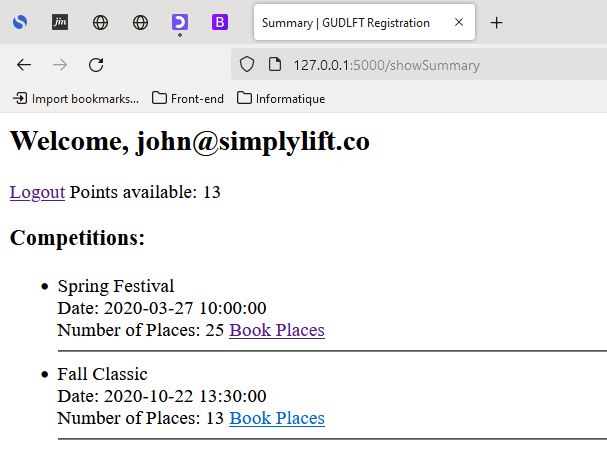 jm
B
Summary | GUDLFT Registration
127.0.0.1:5000/showSummary
Import bookmarks... Front-end Informatique
Welcome, john@simplylift.co
Logout Points available: 13
Competitions:
Spring Festival
Date: 2020-03-27 10:00:00
Number of Places: 25 Book Places
Fall Classic
Date: 2020-10-22 13:30:00
Number of Places: 13 Book Places